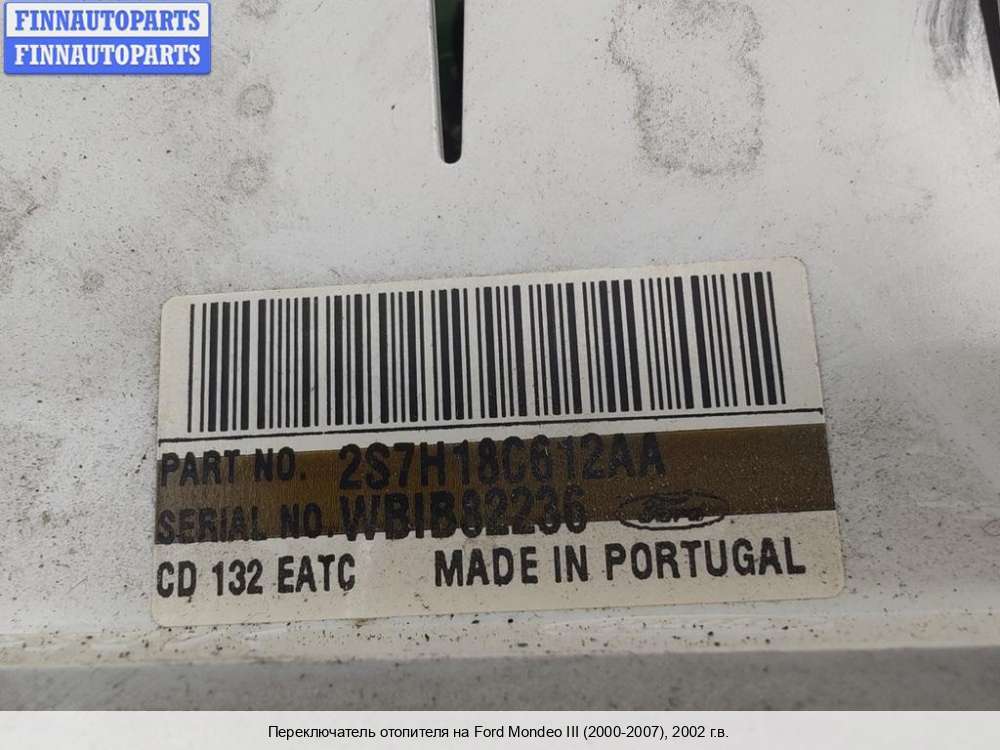 FINNAUTOPARTS
FINNAUTOPARTS
PART NO. 2S7H18C612AA
SERIAL NO. WBIB82236 Ford
CD 132 EATC MADE IN PORTUGAL
Переключатель отопителя на Ford Mondeo III (2000-2007), 2002 г.в.